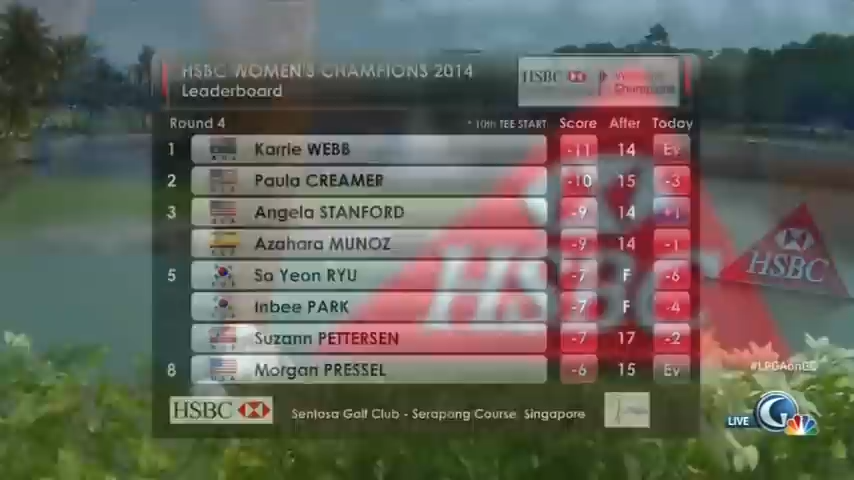 HSBC WOMEN'S CHAMPIONS 2014
Leaderboard
HSBC Women's Champions
Round 4 * 10th TEE START Score After Today
1 Karrie WEBB -11 14 Ev
2 Paula CREAMER -10 15 -3
3 Angela STANFORD -9 14 +1
Azahara MUNOZ -9 14 -1
5 So Yeon RYU -7 F -6
Inbee PARK -7 F -4
Suzann PETTERSEN -7 17 -2
8 Morgan PRESSEL -6 15 Ev
HSBC
HSBC
#LPGAonGC
HSBC Sentosa Golf Club - Serapong Course Singapore
LIVE G